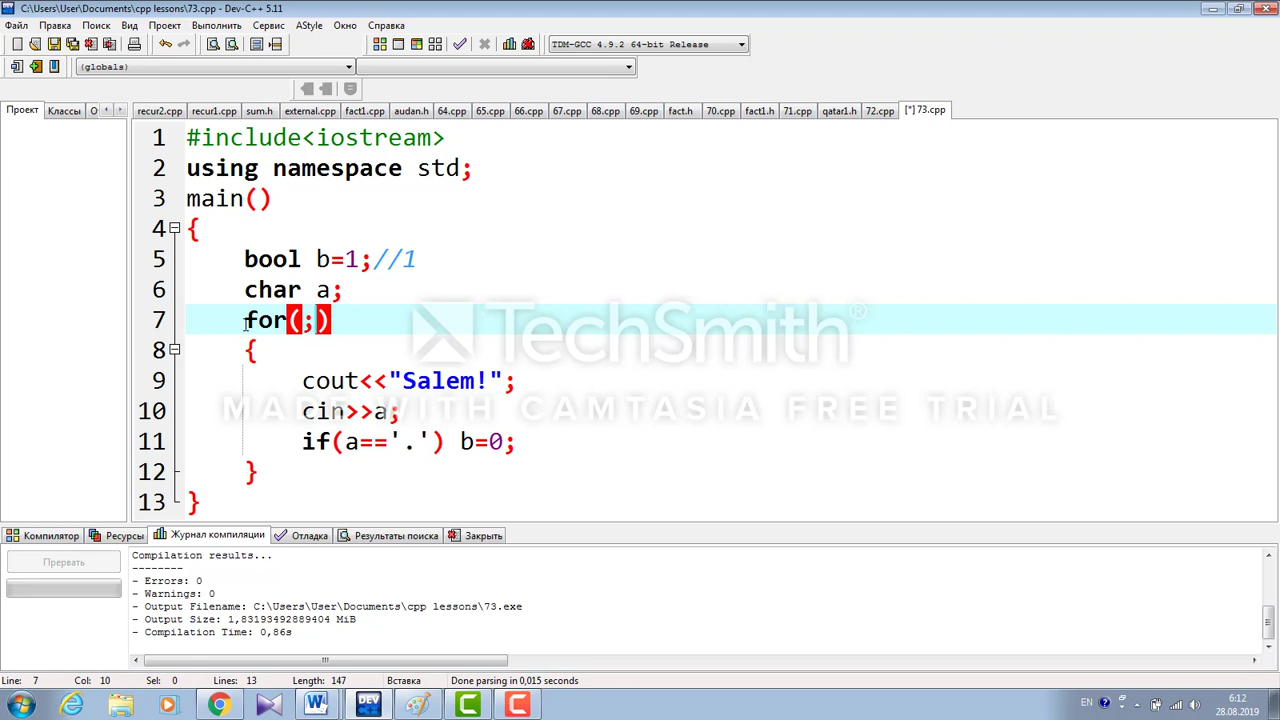 C:\Users\User\Documents\cpp lessons\73.cpp - Dev-C++ 5.11
Файл Правка Поиск Вид Проект Выполнить Сервис AStyle Окно Справка
TDM-GCC 4.9.2 64-bit Release
(globals)
Проект Классы О recur2.cpp recur1.cpp sum.h external.cpp fact1.cpp audan.h 64.cpp 65.cpp 66.cpp 67.cpp 68.cpp 69.cpp fact.h 70.cpp fact1.h 71.cpp qatar1.h 72.cpp [*] 73.cpp
1 #include<iostream>
2 using namespace std;
3 main()
4 {
5 bool b=1;//1
6 char a;
7 for(;)
8 {
9 cout<<"Salem!";
10 cin>>a;
11 if(a=='.') b=0;
12 }
13 }
TechSmith
MADE WITH CAMTASIA FREE TRIAL
Компилятор Ресурсы Журнал компиляции Отладка Результаты поиска Закрыть
Прервать
Compilation results...
--------
- Errors: 0
- Warnings: 0
- Output Filename: C:\Users\User\Documents\cpp lessons\73.exe
- Output Size: 1,83193492889404 MiB
- Compilation Time: 0,86s
Line: 7 Col: 10 Sel: 0 Lines: 13 Length: 147 Вставка Done parsing in 0,015 seconds
EN 6:12
28.08.2019